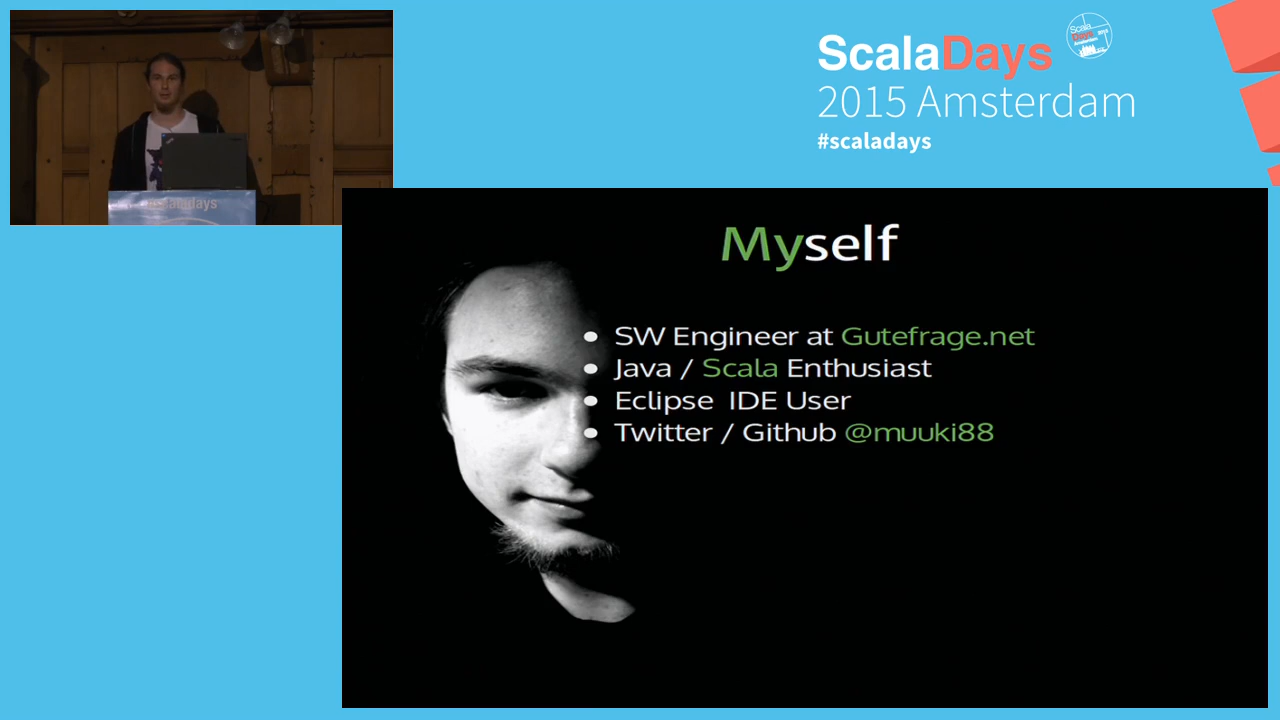 ScalaDays
2015 Amsterdam
#scaladays
#scaladays
Myself
• SW Engineer at Gutefrage.net
• Java / Scala Enthusiast
• Eclipse IDE User
• Twitter / Github @muuki88